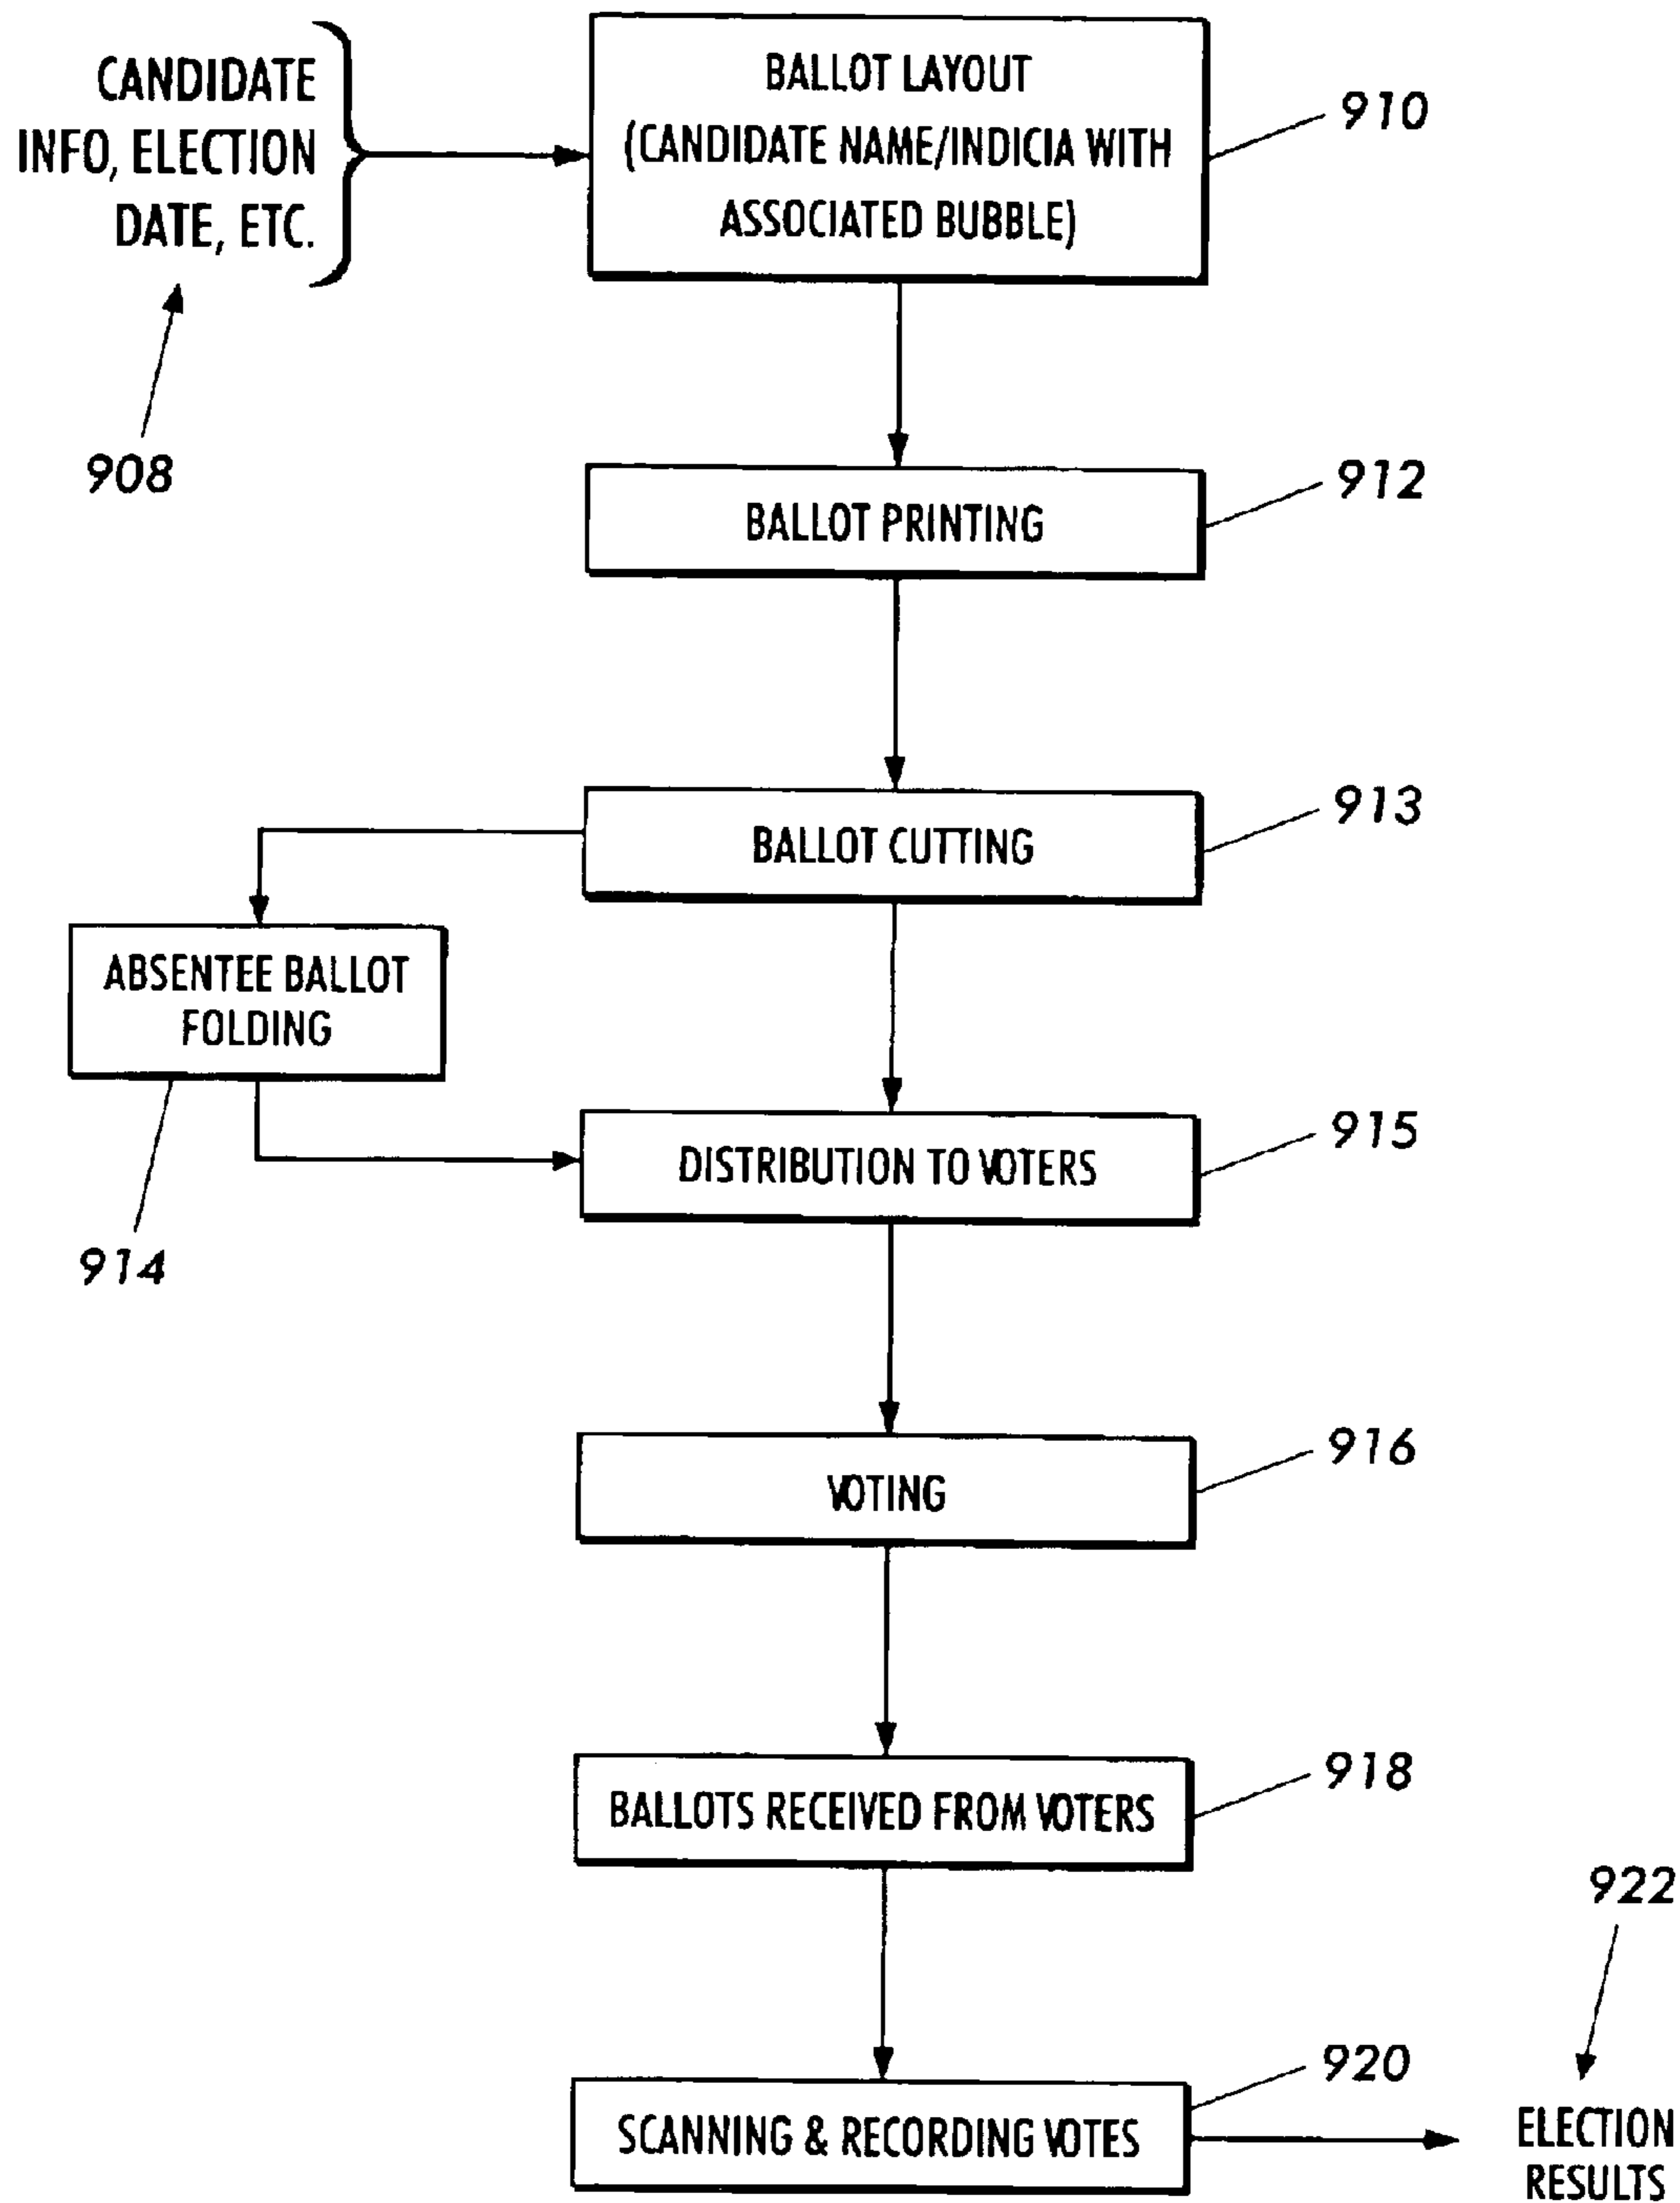 CANDIDATE
INFO, ELECTION
DATE, ETC.
908
BALLOT LAYOUT
(CANDIDATE NAME/INDICIA WITH
ASSOCIATED BUBBLE)
910
BALLOT PRINTING
912
BALLOT CUTTING
913
ABSENTEE BALLOT
FOLDING
914
DISTRIBUTION TO VOTERS
915
VOTING
916
BALLOTS RECEIVED FROM VOTERS
918
SCANNING & RECORDING VOTES
920
922
ELECTION
RESULTS